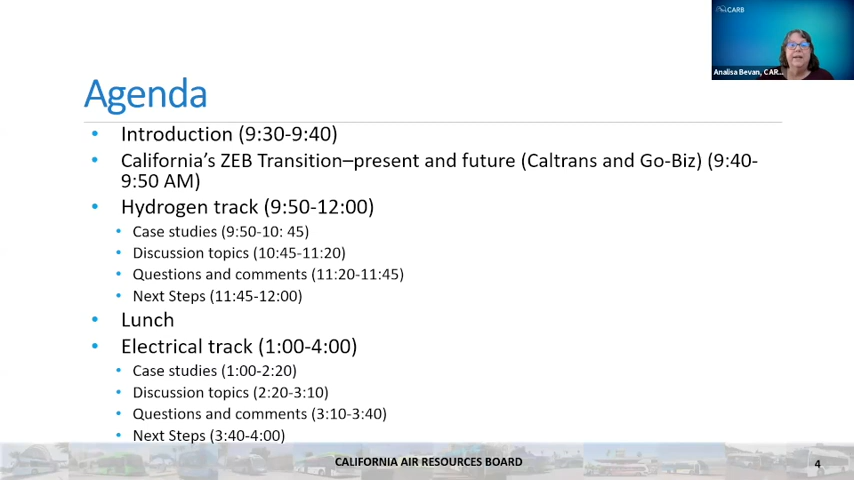 CARB
Analisa Bevan, CAR...
Agenda
• Introduction (9:30-9:40)
• California's ZEB Transition–present and future (Caltrans and Go-Biz) (9:40-
9:50 AM)
• Hydrogen track (9:50-12:00)
• Case studies (9:50-10: 45)
• Discussion topics (10:45-11:20)
• Questions and comments (11:20-11:45)
• Next Steps (11:45-12:00)
• Lunch
• Electrical track (1:00-4:00)
• Case studies (1:00-2:20)
• Discussion topics (2:20-3:10)
• Questions and comments (3:10-3:40)
• Next Steps (3:40-4:00)
CALIFORNIA AIR RESOURCES BOARD
4